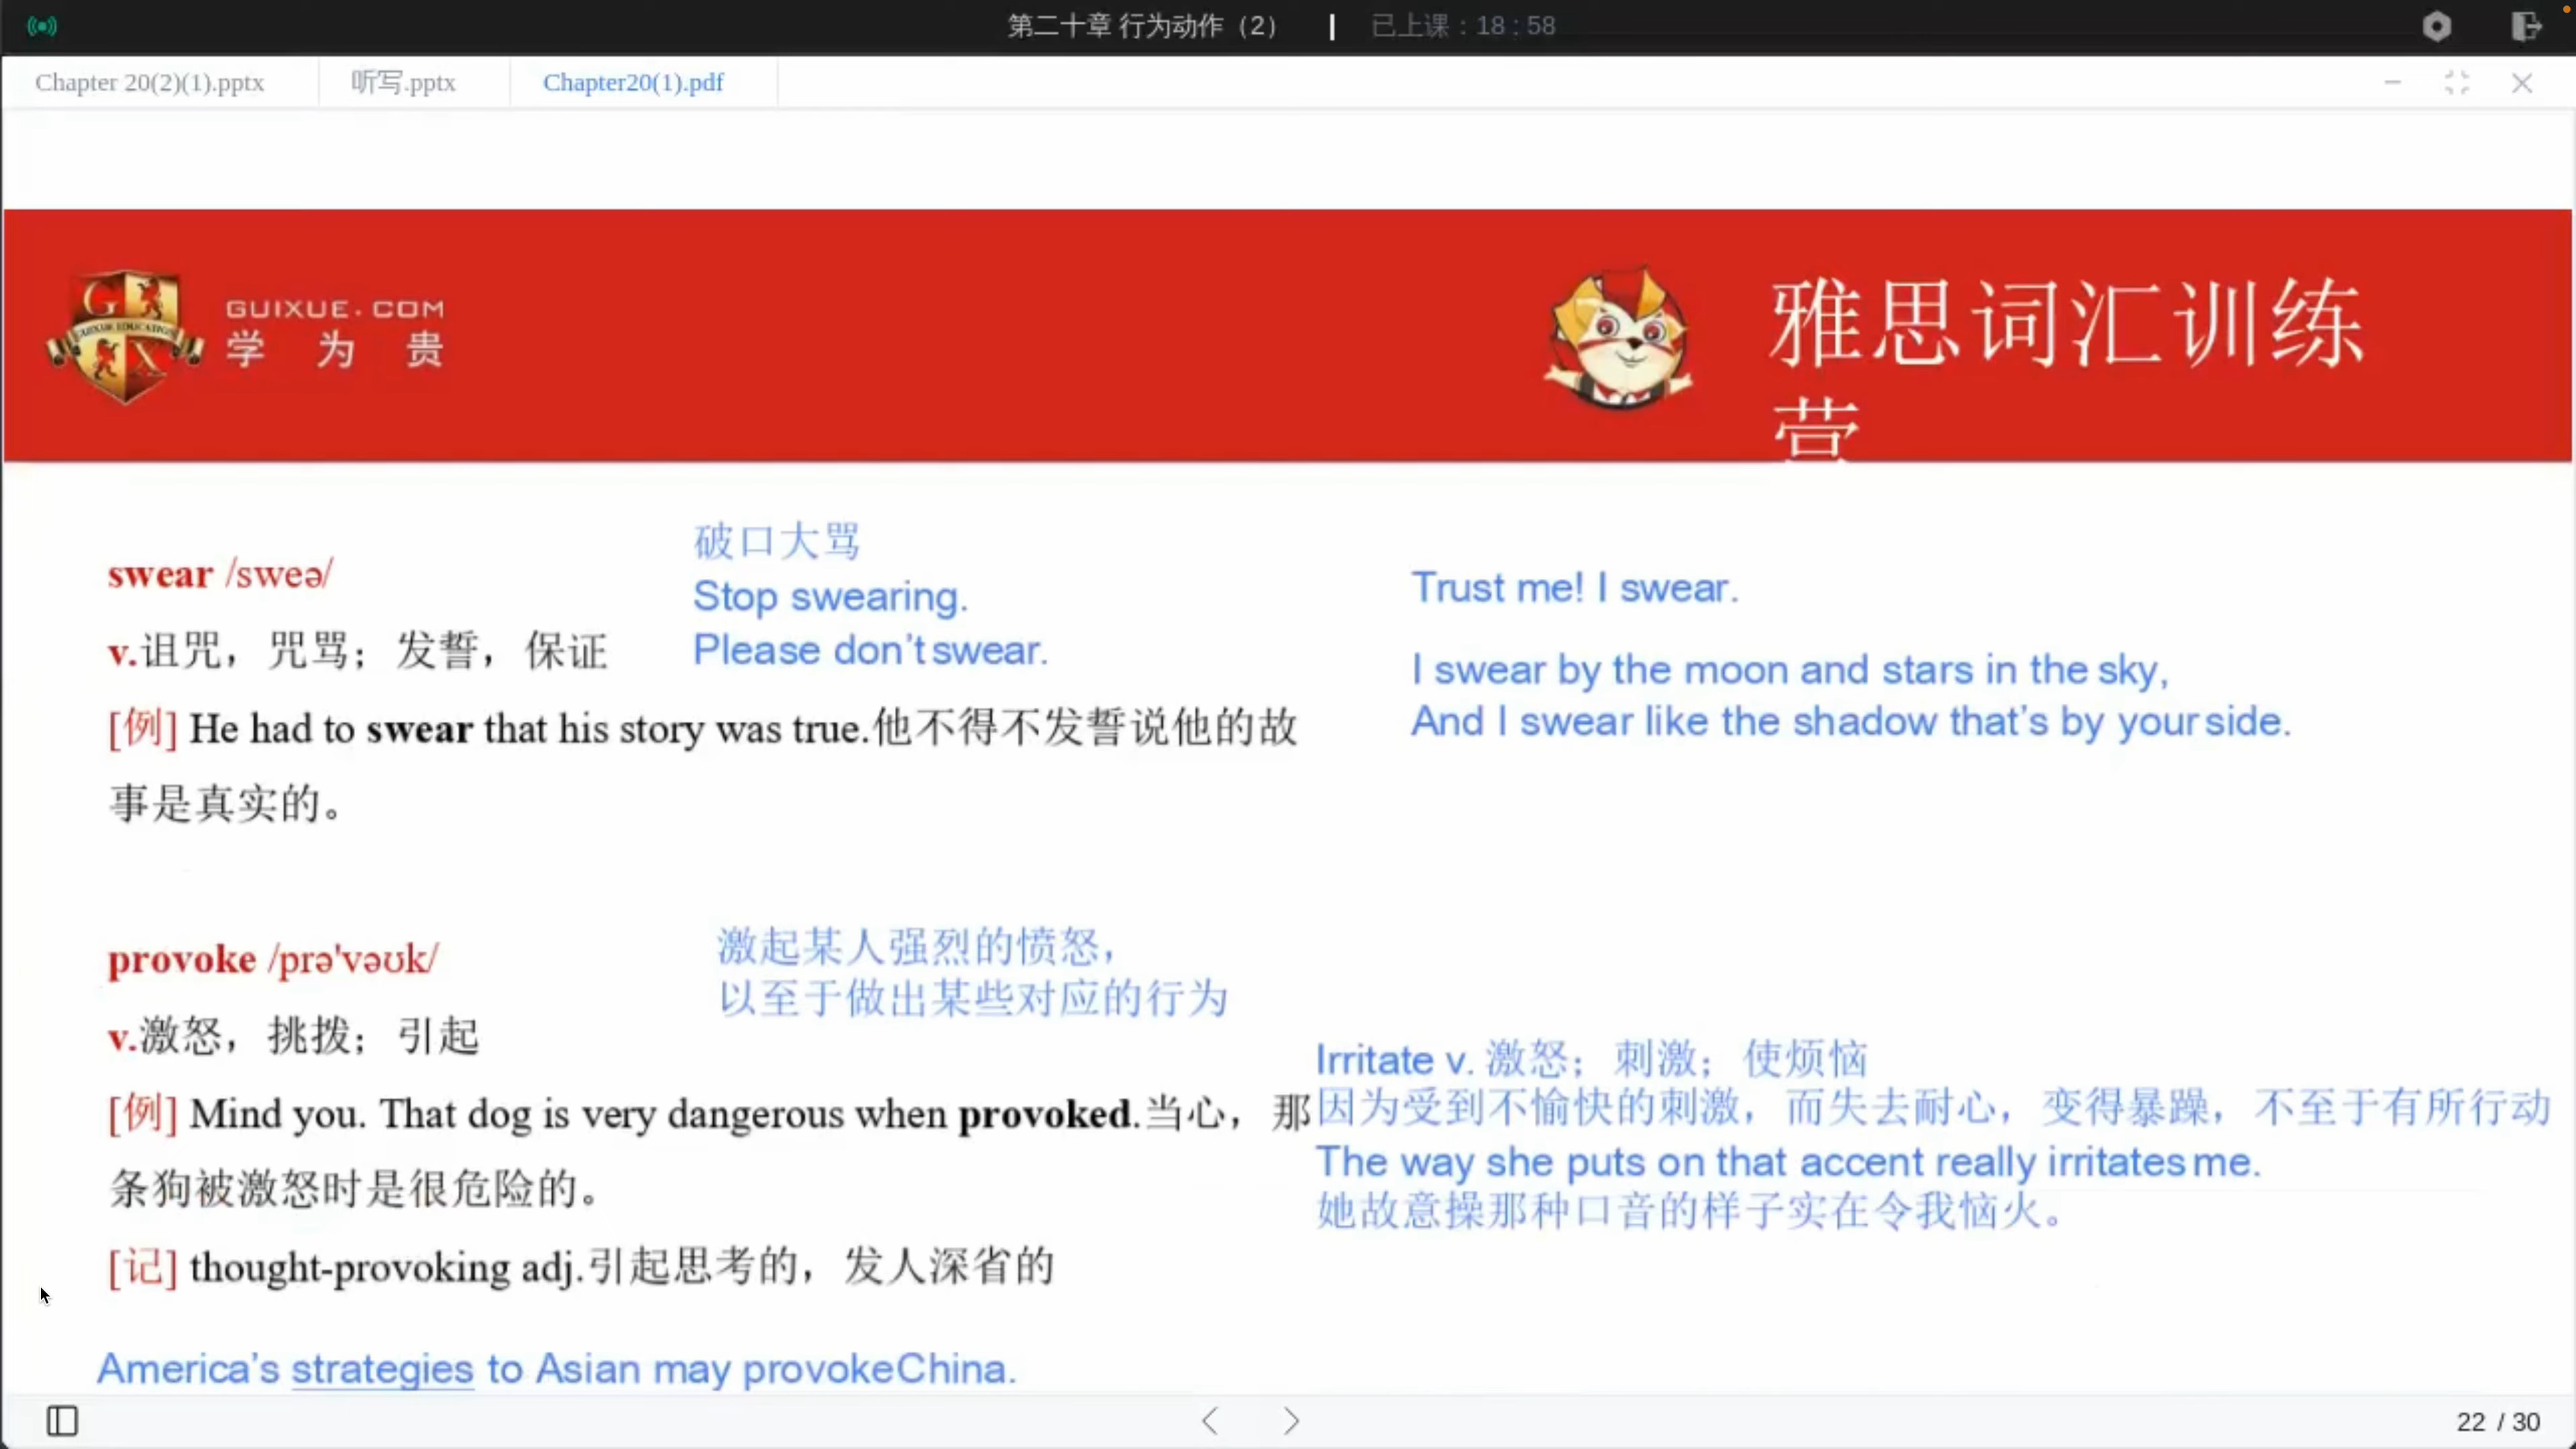 第二十章 行为动作（2） | 已上课：18 : 58
Chapter 20(2)(1).pptx 听写.pptx Chapter20(1).pdf
G
GUIXUE EDUCATION
X
GUIXUE.COM
学 为 贵
雅思词汇训练
营
swear /sweə/
v.诅咒，咒骂；发誓，保证
[例] He had to swear that his story was true.他不得不发誓说他的故
事是真实的。
破口大骂
Stop swearing.
Please don’t swear.
Trust me! I swear.
I swear by the moon and stars in the sky,
And I swear like the shadow that’s by your side.
provoke /prə'vəʊk/
v.激怒，挑拨；引起
[例] Mind you. That dog is very dangerous when provoked.当心，那
条狗被激怒时是很危险的。
[记] thought-provoking adj.引起思考的，发人深省的
激起某人强烈的愤怒，
以至于做出某些对应的行为
Irritate v. 激怒；刺激；使烦恼
因为受到不愉快的刺激，而失去耐心，变得暴躁，不至于有所行动
The way she puts on that accent really irritates me.
她故意操那种口音的样子实在令我恼火。
America’s strategies to Asian may provoke China.
22 / 30